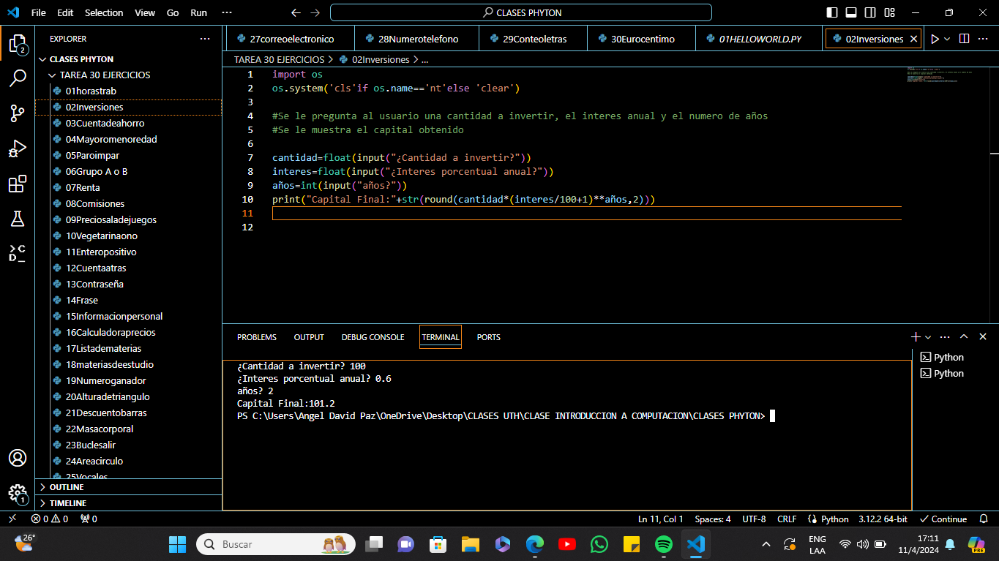 File Edit Selection View Go Run ···
CLASES PHYTON
EXPLORER
CLASES PHYTON
TAREA 30 EJERCICIOS
01horastrab
02Inversiones
03Cuentadeahorro
04Mayoromenoredad
05Paroimpar
06Grupo A o B
07Renta
08Comisiones
09Preciosaladejuegos
10Vegetarinaono
11Enteropositivo
12Cuentaatras
13Contraseña
14Frase
15Informacionpersonal
16Calculadoraprecios
17Listadematerias
18materiasdeestudio
19Numeroganador
20Alturadetriangulo
21Descuentobarras
22Masacorporal
23Buclesalir
24Areacirculo
25Vocales
OUTLINE
TIMELINE
2
1
27correoelectronico 28Numerotelefono 29Conteoletras 30Eurocentimo 01HELLOWORLD.PY 02Inversiones
TAREA 30 EJERCICIOS > 02Inversiones > ...
1 import os
2 os.system('cls'if os.name=='nt'else 'clear')
3
4 #Se le pregunta al usuario una cantidad a invertir, el interes anual y el numero de años
5 #Se le muestra el capital obtenido
6
7 cantidad=float(input("¿Cantidad a invertir?"))
8 interes=float(input("¿Interes porcentual anual?"))
9 años=int(input("años?"))
10 print("Capital Final:"+str(round(cantidad*(interes/100+1)**años,2)))
11
12
PROBLEMS OUTPUT DEBUG CONSOLE TERMINAL PORTS
¿Cantidad a invertir? 100
¿Interes porcentual anual? 0.6
años? 2
Capital Final:101.2
PS C:\Users\Angel David Paz\OneDrive\Desktop\CLASES UTH\CLASE INTRODUCCION A COMPUTACION\CLASES PHYTON>
Python
Python
0 0 0
Ln 11, Col 1 Spaces: 4 UTF-8 CRLF Python 3.12.2 64-bit Continue
26°
Buscar
ENG
LAA
17:11
11/4/2024
PRE